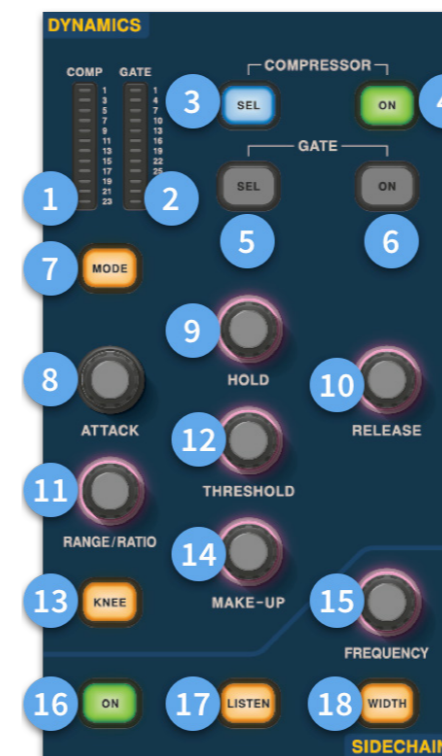 DYNAMICS
COMP GATE
1 1
3 4
5 7
7 10
9 13
11 16
13 19
15 22
17 25
19
21
23
1 2
COMPRESSOR
3 SEL ON 4
GATE
SEL ON
5 6
7 MODE
8 ATTACK
9 HOLD
10 RELEASE
11 RANGE/RATIO
12 THRESHOLD
13 KNEE
14 MAKE-UP
15 FREQUENCY
16 ON 17 LISTEN 18 WIDTH
SIDECHAIN